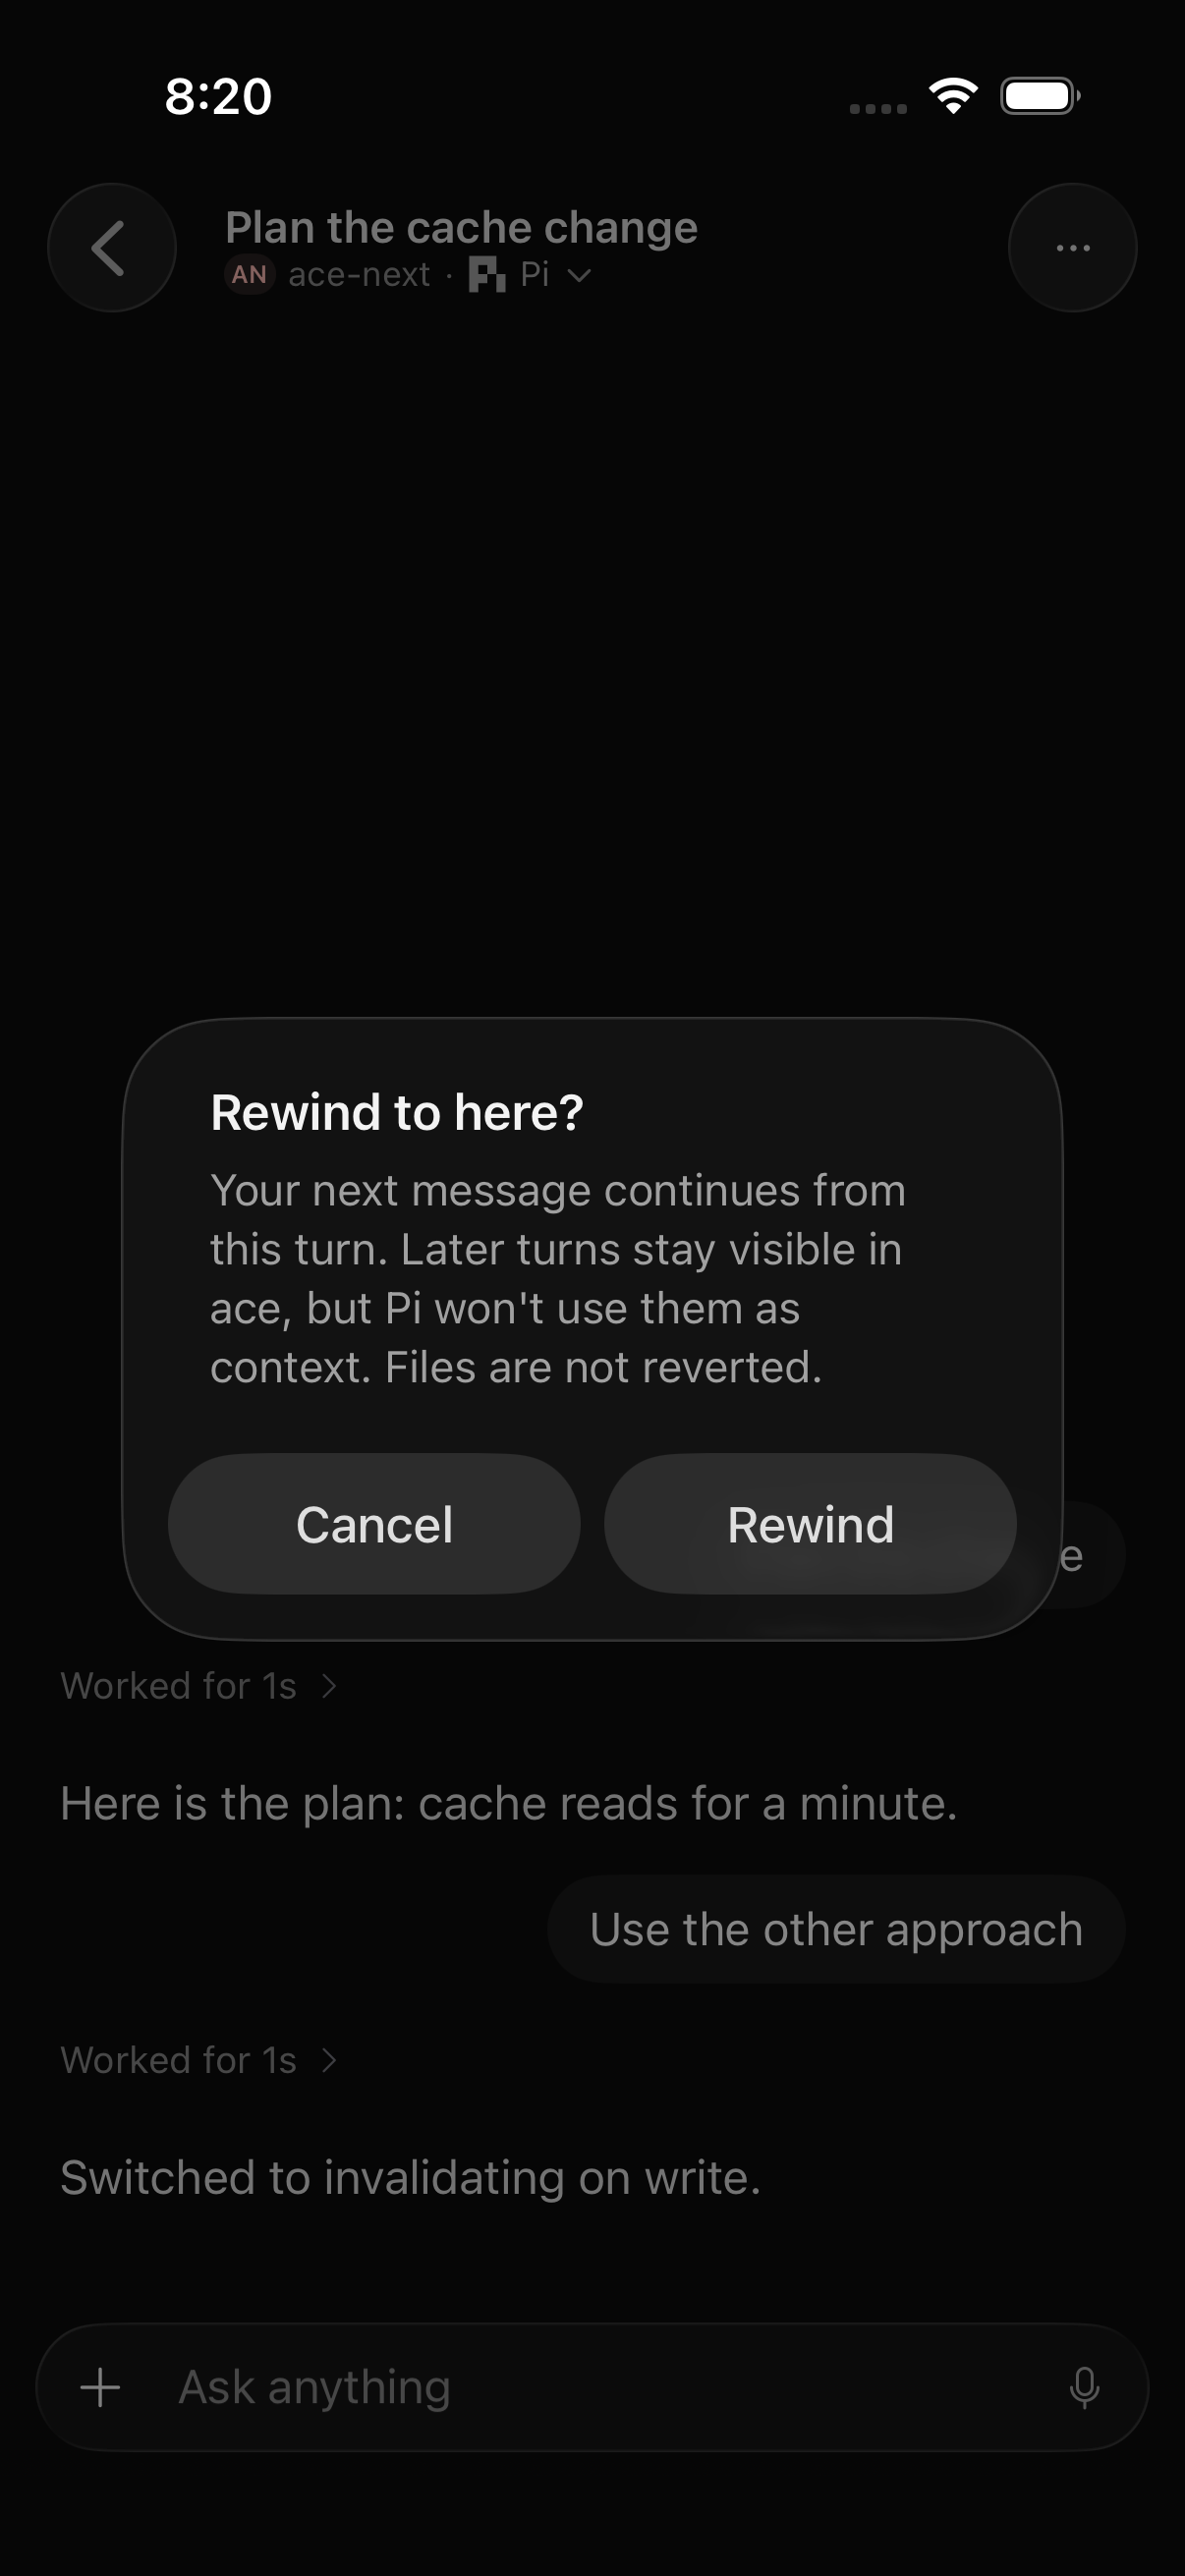 8:20
Plan the cache change
AN ace-next · Pi
Rewind to here?
Your next message continues from
this turn. Later turns stay visible in
ace, but Pi won't use them as
context. Files are not reverted.
Cancel
Rewind
e
Worked for 1s
Here is the plan: cache reads for a minute.
Use the other approach
Worked for 1s
Switched to invalidating on write.
Ask anything